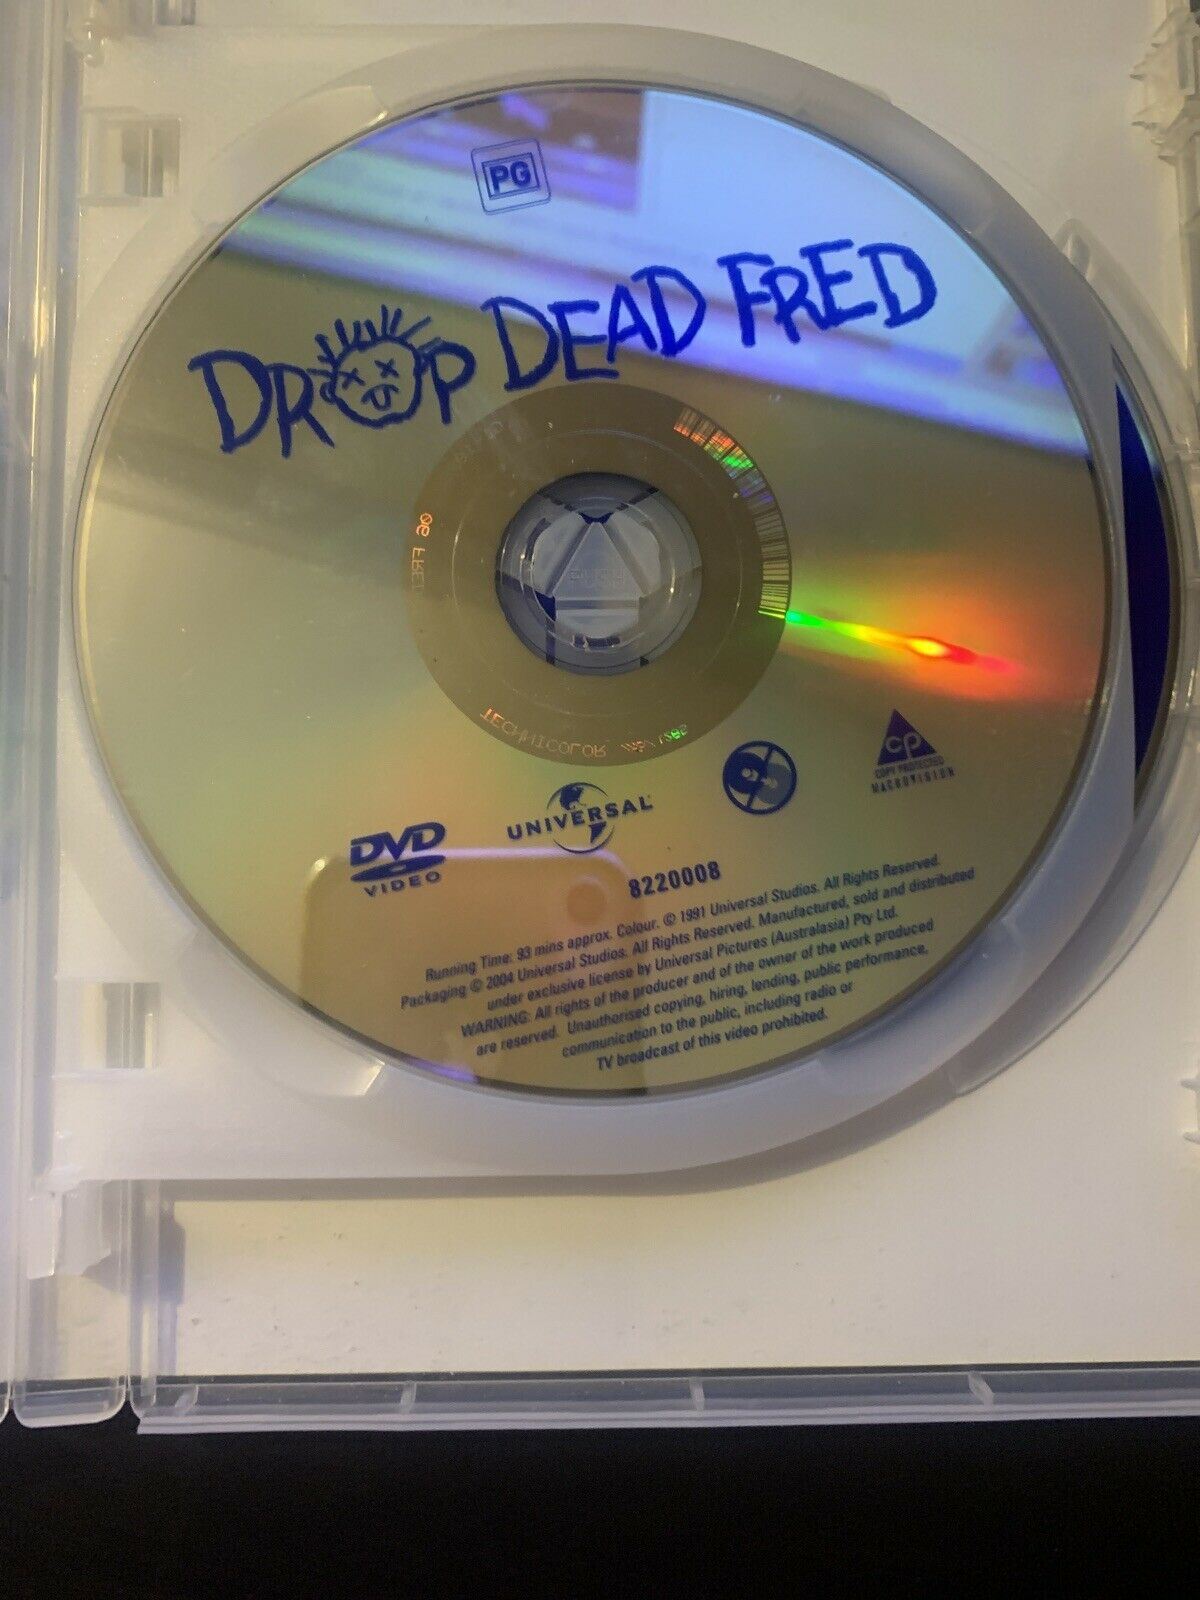 PG
DROP DEAD FRED
TECHNICOLOR
DVD
VIDEO
UNIVERSAL
CP
COPY PROTECTED
MACROVISION
8220008
Running Time: 93 mins approx. Colour. © 1991 Universal Studios. All Rights Reserved.
Packaging © 2004 Universal Studios. All Rights Reserved. Manufactured, sold and distributed
under exclusive license by Universal Pictures (Australasia) Pty Ltd.
WARNING: All rights of the producer and of the owner of the work produced
are reserved. Unauthorised copying, hiring, lending, public performance,
communication to the public, including radio or
TV broadcast of this video prohibited.